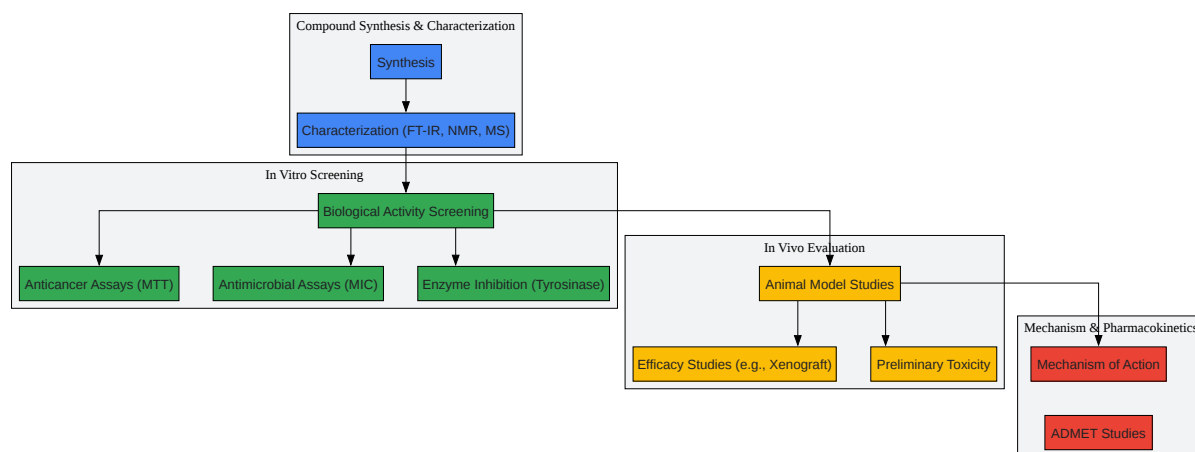 Compound Synthesis & Characterization
Synthesis
Characterization (FT-IR, NMR, MS)
In Vitro Screening
Biological Activity Screening
Anticancer Assays (MTT)
Antimicrobial Assays (MIC)
Enzyme Inhibition (Tyrosinase)
In Vivo Evaluation
Animal Model Studies
Efficacy Studies (e.g., Xenograft)
Preliminary Toxicity
Mechanism & Pharmacokinetics
Mechanism of Action
ADMET Studies